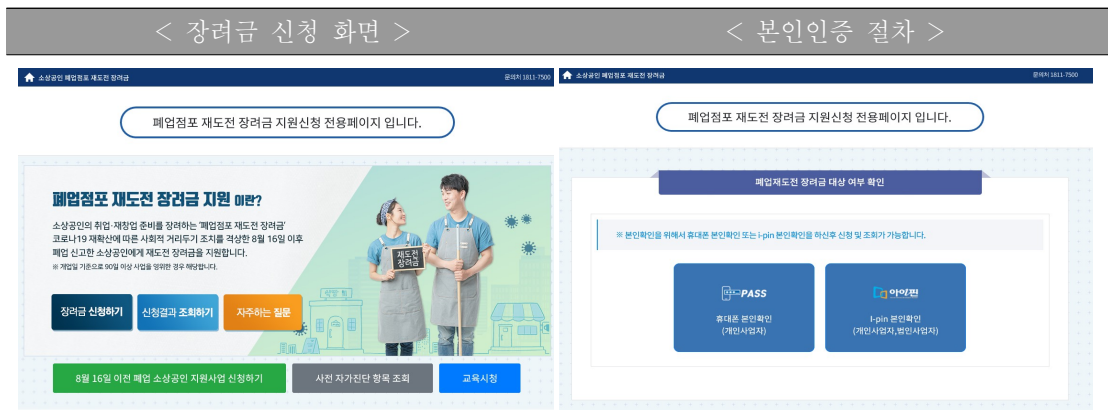 < 장려금 신청 화면 >
소상공인 폐업점포 재도전 장려금
문의처 1811-7500
폐업점포 재도전 장려금 지원신청 전용페이지 입니다.
폐업점포 재도전 장려금 지원 이란?
소상공인의 취업·재창업 준비를 장려하는 '폐업점포 재도전 장려금'
코로나19 재확산에 따른 사회적 거리두기 조치를 격상한 8월 16일 이후
폐업 신고한 소상공인에게 재도전 장려금을 지원합니다.
※ 개업일 기준으로 90일 이상 사업을 영위한 경우 해당합니다.
재도전
장려금
장려금 신청하기
신청결과 조회하기
자주하는 질문
8월 16일 이전 폐업 소상공인 지원사업 신청하기
사전 자가진단 항목 조회
교육시청
< 본인인증 절차 >
소상공인 폐업점포 재도전 장려금
문의처 1811-7500
폐업점포 재도전 장려금 지원신청 전용페이지 입니다.
폐업재도전 장려금 대상 여부 확인
※ 본인확인을 위해서 휴대폰 본인확인 또는 i-pin 본인확인을 하신후 신청 및 조회가 가능합니다.
PASS
휴대폰 본인확인
(개인사업자)
아이핀
I-pin 본인확인
(개인사업자,법인사업자)